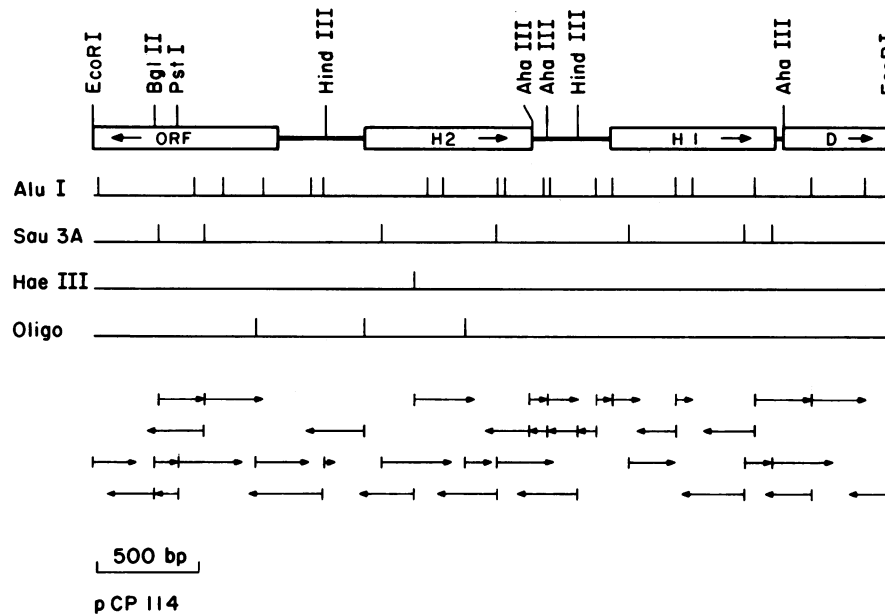 EcoRI
Bgl II
Pst I
Hind III
Aha III
Aha III
Hind III
Aha III
ORF
H2
H1
D
Alu I
Sau 3A
Hae III
Oligo
500 bp
pCP 114